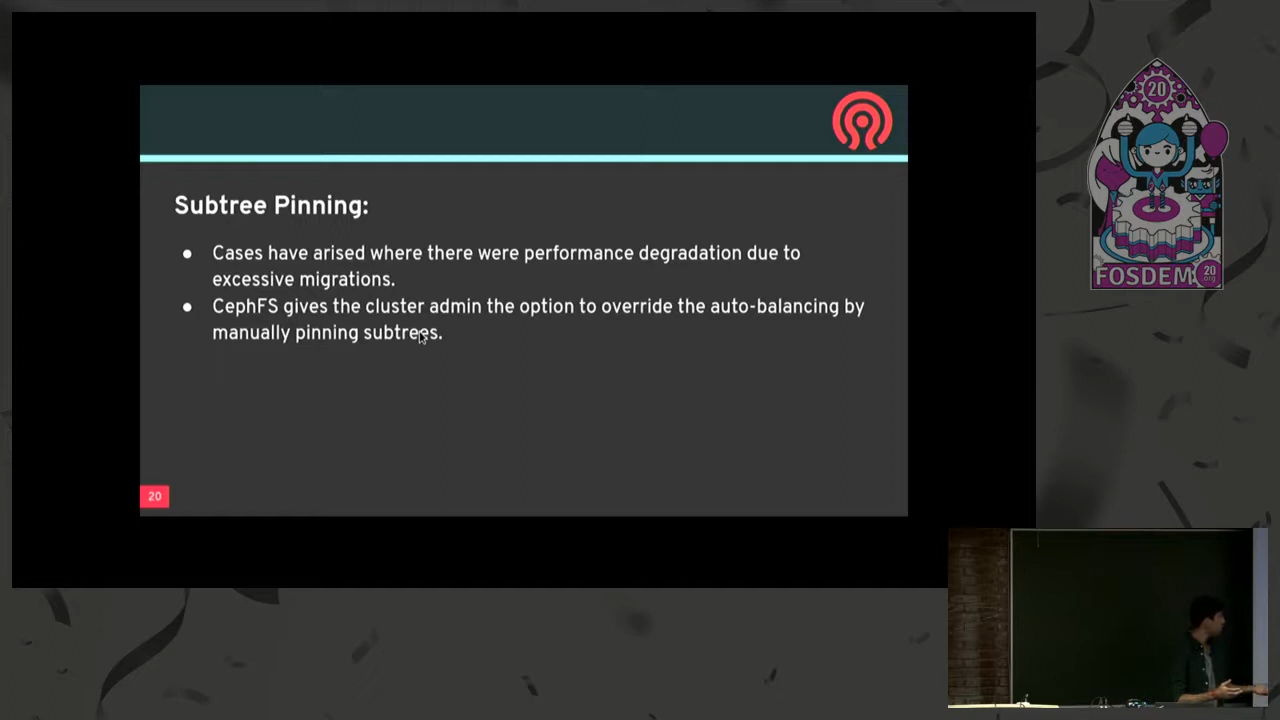 Subtree Pinning:
● Cases have arised where there were performance degradation due to
excessive migrations.
● CephFS gives the cluster admin the option to override the auto-balancing by
manually pinning subtrees.
20
20
FOSDEM
20
.org